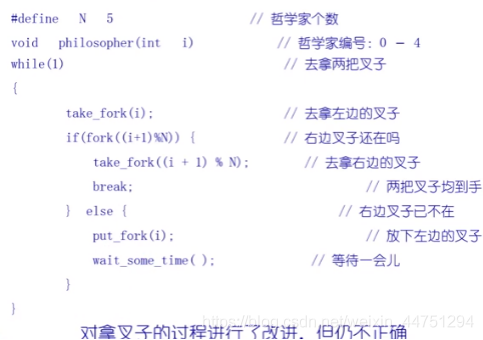 #define N 5 // 哲学家个数
void philosopher(int i) // 哲学家编号: 0 － 4
while(1) // 去拿两把叉子
{
take_fork(i); // 去拿左边的叉子
if(fork((i+1)%N)) { // 右边叉子还在吗
take_fork((i + 1) % N); // 去拿右边的叉子
break; // 两把叉子均到手
} else { // 右边叉子已不在
put_fork(i); // 放下左边的叉子
wait_some_time( ); // 等待一会儿
}
}
https://blog.csdn.net/weixin_44751294
对拿叉子的过程进行了改进，但仍不正确